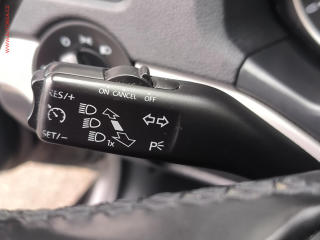 ON CANCEL OFF
RES/+
SET/-
1x
P